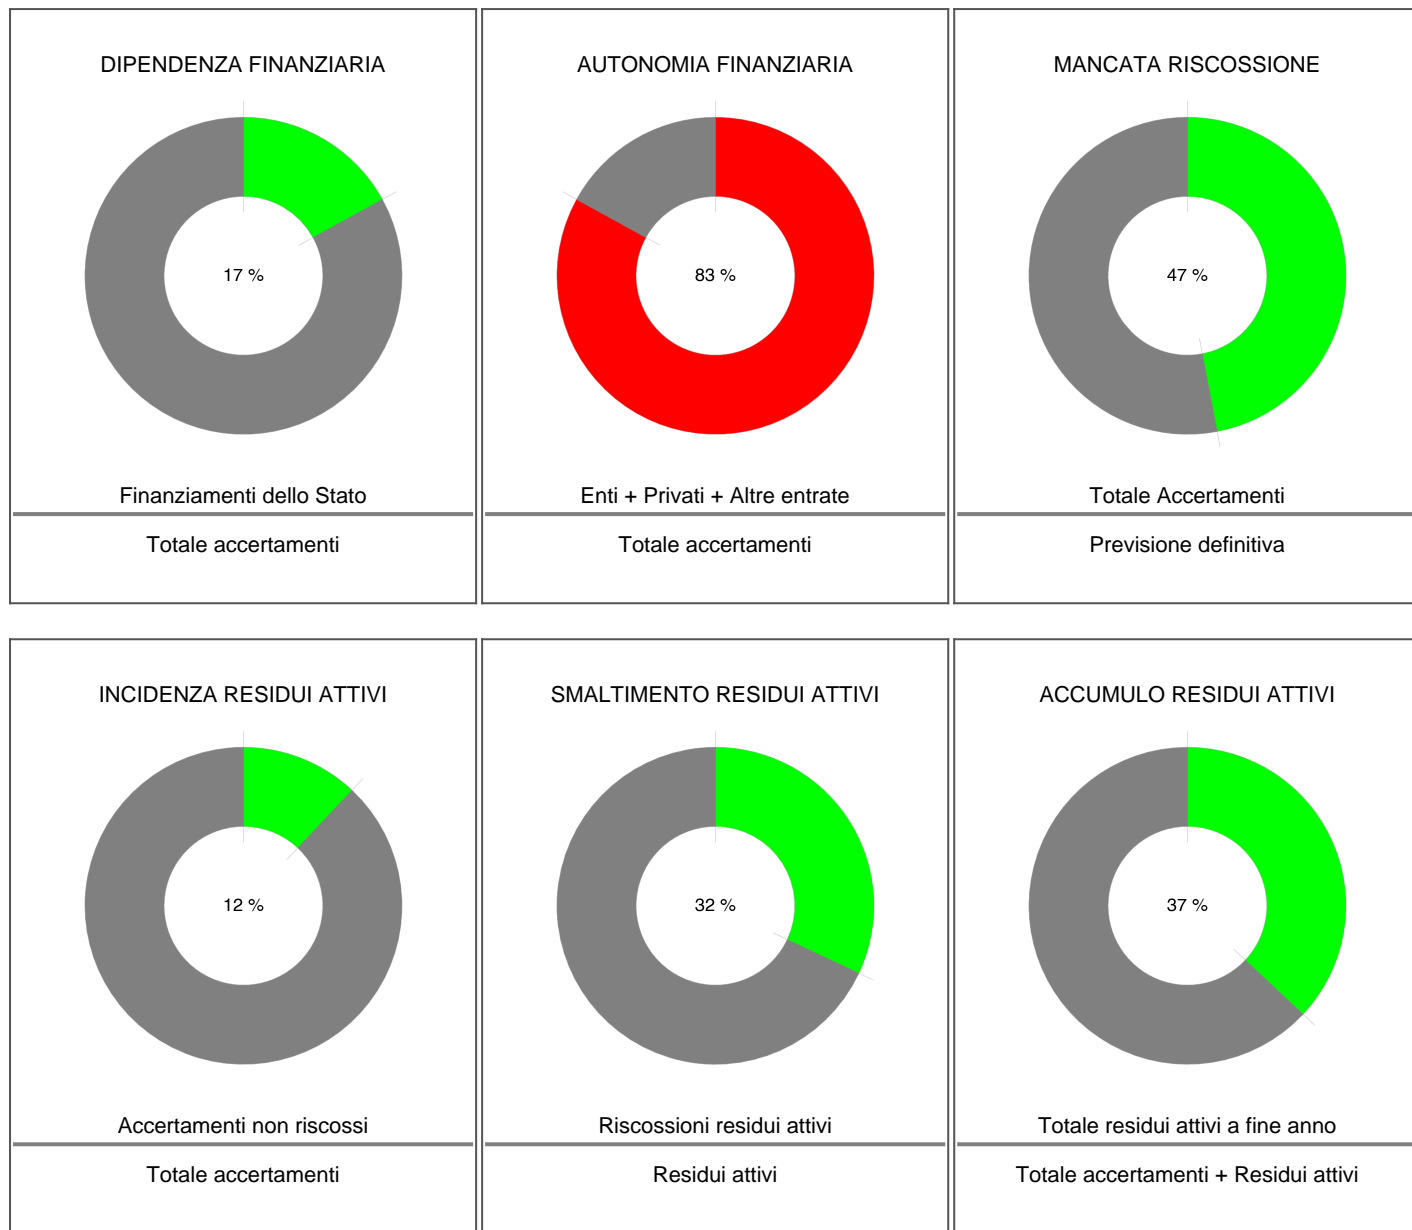 DIPENDENZA FINANZIARIA
17 %
Finanziamenti dello Stato
Totale accertamenti
AUTONOMIA FINANZIARIA
83 %
Enti + Privati + Altre entrate
Totale accertamenti
MANCATA RISCOSSIONE
47 %
Totale Accertamenti
Previsione definitiva
INCIDENZA RESIDUI ATTIVI
12 %
Accertamenti non riscossi
Totale accertamenti
SMALTIMENTO RESIDUI ATTIVI
32 %
Riscossioni residui attivi
Residui attivi
ACCUMULO RESIDUI ATTIVI
37 %
Totale residui attivi a fine anno
Totale accertamenti + Residui attivi